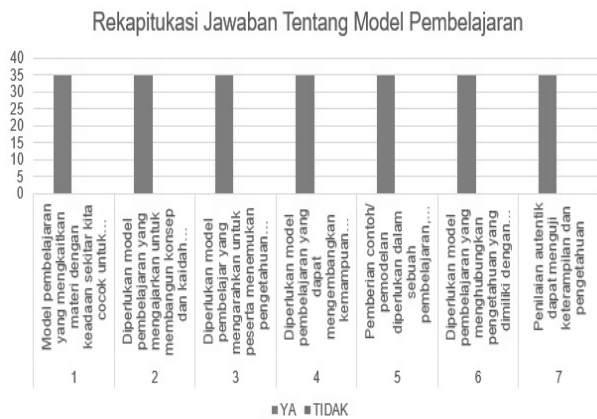 Rekapitukasi Jawaban Tentang Model Pembelajaran
40
35
30
25
20
15
10
5
0
Model pembelajaran
yang mengkaitkan
materi dengan
keadaan sekitar kita
cocok untuk…
Diperlukan model
pembelajaran yang
mengajarkan untuk
membangun konsep
dan kaidah…
Diperlukan model
pembelajar yang
mengarahkan untuk
peserta menemukan
pengetahuan…
Diperlukan model
pembelajaran yang
dapat
mengembangkan
kemampuan…
Pemberian contoh/
pemodelan
diperlukan dalam
sebuah
pembelajaran,…
Diperlukan model
pembelajaran yang
menghubungkan
pengetahuan yang
dimiliki dengan…
Penilaian autentik
dapat menguji
keterampilan dan
pengetahuan
1 2 3 4 5 6 7
YA TIDAK